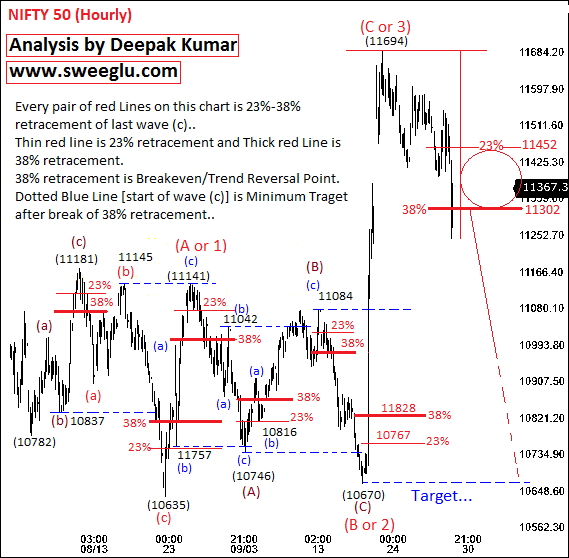 NIFTY 50 (Hourly)
Analysis by Deepak Kumar
www.sweeglu.com
Every pair of red Lines on this chart is 23%-38%
retracement of last wave (c)..
Thin red line is 23% retracement and Thick red Line is
38% retracement.
38% retracement is Breakeven/Trend Reversal Point.
Dotted Blue Line [start of wave (c)] is Minimum Traget
after break of 38% retracement..
(C or 3)
(11694)
23% 11452
38% 11302
(c)
(11181)
11145
(b)
23%
38%
(a)
(a)
(b) 10837
(10782)
(A or 1)
(c)
(11141)
23%
(b)
11042
38%
(a)
(a)
38%
23%
11757
(b)
(10635)
(c)
(B)
(c)
11084
23%
38%
(a)
38%
23%
10816
(b)
(c)
(10746)
(A)
11828 38%
10767 23%
(10670)
(C)
(B or 2)
Target...
11684.20
11597.90
11511.60
11425.30
11367.3
11339.00
11252.70
11166.40
11080.10
10993.80
10907.50
10821.20
10734.90
10648.60
10562.30
23:00 00:00 21:00 02:00 00:00 21:00
08/13 23 09/03 13 24 30